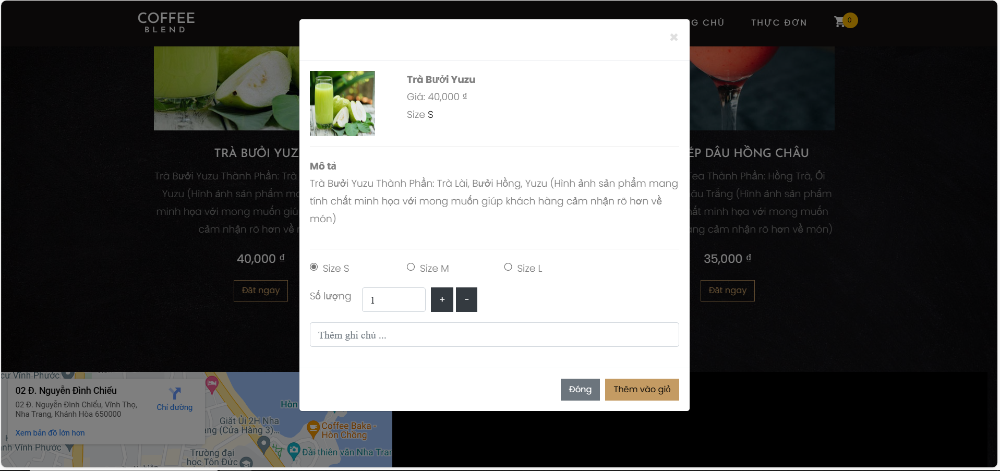 COFFEE
BLEND
G CHỦ
THỰC ĐƠN
0
Trà Bưởi Yuzu
Giá: 40,000 ₫
Size S
Mô tả
Trà Bưởi Yuzu Thành Phần: Trà Lài, Bưởi Hồng, Yuzu (Hình ảnh sản phẩm mang
tính chất minh họa với mong muốn giúp khách hàng cảm nhận rõ hơn về
món)
Size S
Size M
Size L
Số lượng
1
+
-
Thêm ghi chú ...
Đóng
Thêm vào giỏ
TRÀ BƯỞI YUZ
Trà Bưởi Yuzu Thành Phần: Trà
Yuzu (Hình ảnh sản phẩm
minh họa với mong muốn
cảm nhận rõ hơn về
40,000 ₫
Đặt ngay
ÉP DÂU HỒNG CHÂU
Tea Thành Phần: Hồng Trà, Ổi
Trắng (Hình ảnh sản phẩm
minh họa với mong muốn
cảm nhận rõ hơn về món)
35,000 ₫
Đặt ngay
cư Vĩnh Phước
02 Đ. Nguyễn Đình Chiểu
02 Đ. Nguyễn Đình Chiểu, Vĩnh Thọ,
Nha Trang, Khánh Hòa 650000
Chỉ đường
Xem bản đồ lớn hơn
Vĩnh Phước
Hòn
Giặt Ủi 2H Nha
(Cửa Hàng 3)...
Coffee Baka -
Hòn Chồng
Trường đại
học Tôn Đức
Đài thiên văn Nha Tran